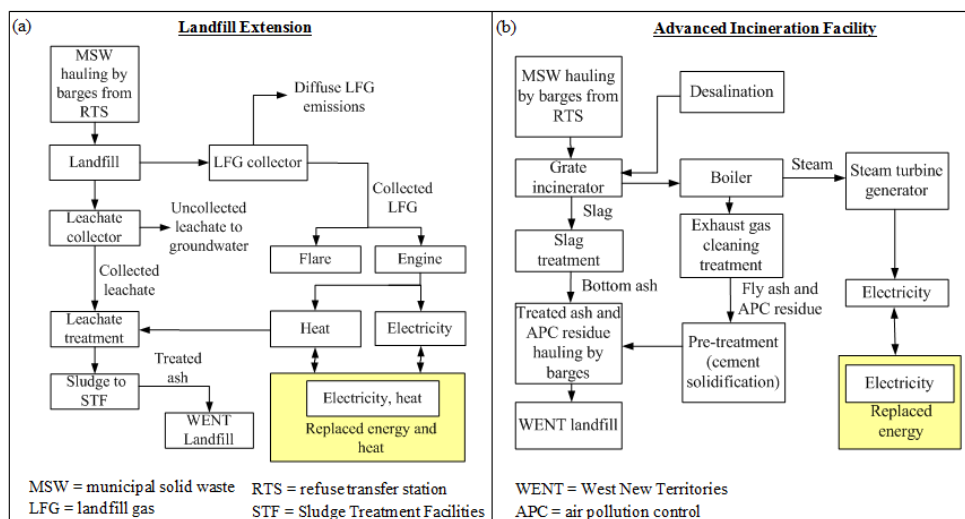 (a)
Landfill Extension
MSW
hauling by
barges from
RTS
Diffuse LFG
emissions
Landfill
LFG collector
Collected
LFG
Leachate
collector
Uncollected
leachate to
groundwater
Flare
Engine
Collected
leachate
Leachate
treatment
Heat
Electricity
Sludge to
STF
Treated
ash
WENT
Landfill
Electricity, heat
Replaced energy and
heat
MSW = municipal solid waste
RTS = refuse transfer station
LFG = landfill gas
STF = Sludge Treatment Facilities
(b)
Advanced Incineration Facility
MSW hauling
by barges from
RTS
Desalination
Grate
incinerator
Boiler
Steam
Steam turbine
generator
Slag
Slag
treatment
Exhaust gas
cleaning
treatment
Bottom ash
Fly ash and
APC residue
Electricity
Treated ash and
APC residue
hauling by
barges
Pre-treatment
(cement
solidification)
Electricity
Replaced
energy
WENT landfill
WENT = West New Territories
APC = air pollution control